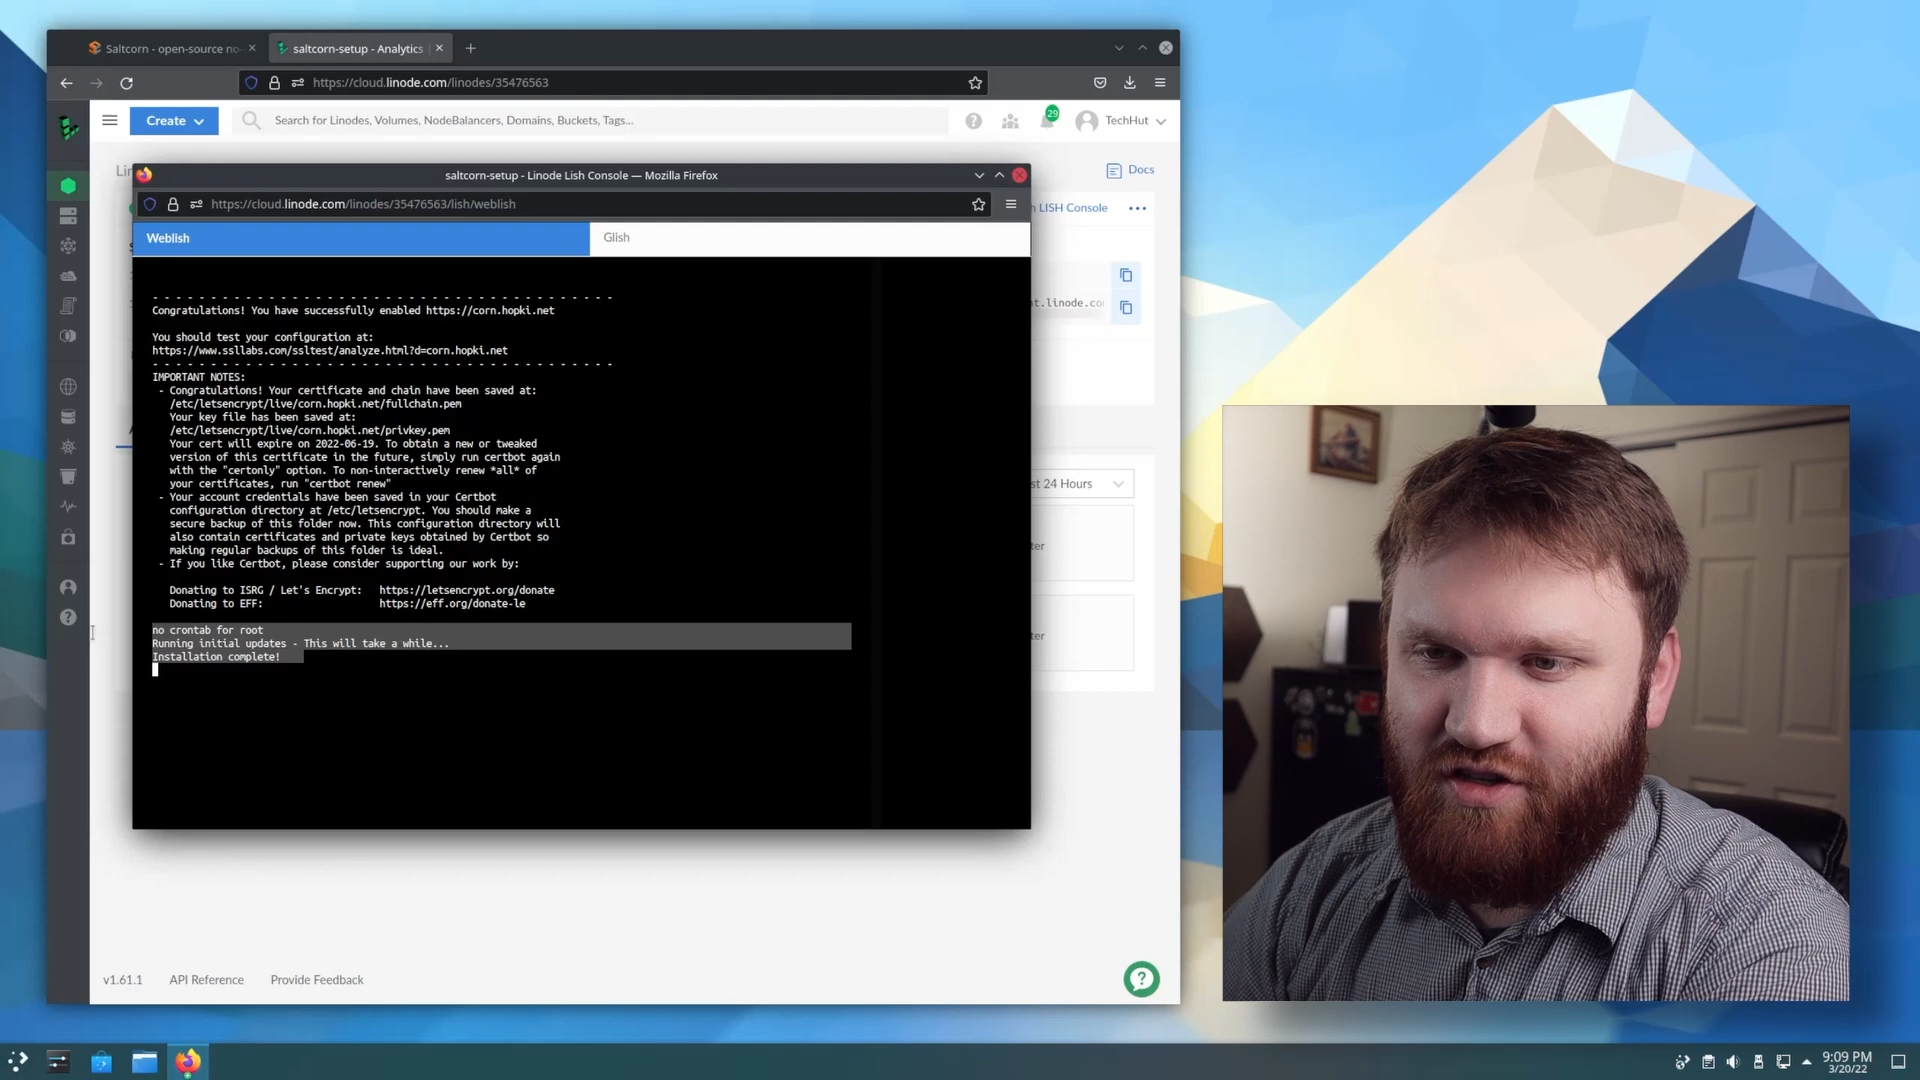 Saltcorn - open-source no-
saltcorn-setup - Analytics
https://cloud.linode.com/linodes/35476563
Create
Search for Linodes, Volumes, NodeBalancers, Domains, Buckets, Tags...
29
TechHut
Docs
LISH Console
saltcorn-setup - Linode Lish Console — Mozilla Firefox
https://cloud.linode.com/linodes/35476563/lish/weblish
Weblish
Glish
- - - - - - - - - - - - - - - - - - - - - - - - - - - - - - - - - - - - - - - -
Congratulations! You have successfully enabled https://corn.hopki.net
You should test your configuration at:
https://www.ssllabs.com/ssltest/analyze.html?d=corn.hopki.net
- - - - - - - - - - - - - - - - - - - - - - - - - - - - - - - - - - - - - - - -
IMPORTANT NOTES:
- Congratulations! Your certificate and chain have been saved at:
/etc/letsencrypt/live/corn.hopki.net/fullchain.pem
Your key file has been saved at:
/etc/letsencrypt/live/corn.hopki.net/privkey.pem
Your cert will expire on 2022-06-19. To obtain a new or tweaked
version of this certificate in the future, simply run certbot again
with the "certonly" option. To non-interactively renew *all* of
your certificates, run "certbot renew"
- Your account credentials have been saved in your Certbot
configuration directory at /etc/letsencrypt. You should make a
secure backup of this folder now. This configuration directory will
also contain certificates and private keys obtained by Certbot so
making regular backups of this folder is ideal.
- If you like Certbot, please consider supporting our work by:
Donating to ISRG / Let's Encrypt: https://letsencrypt.org/donate
Donating to EFF: https://eff.org/donate-le
no crontab for root
Running initial updates - This will take a while...
Installation complete!
st 24 Hours
v1.61.1
API Reference
Provide Feedback
9:09 PM
3/20/22